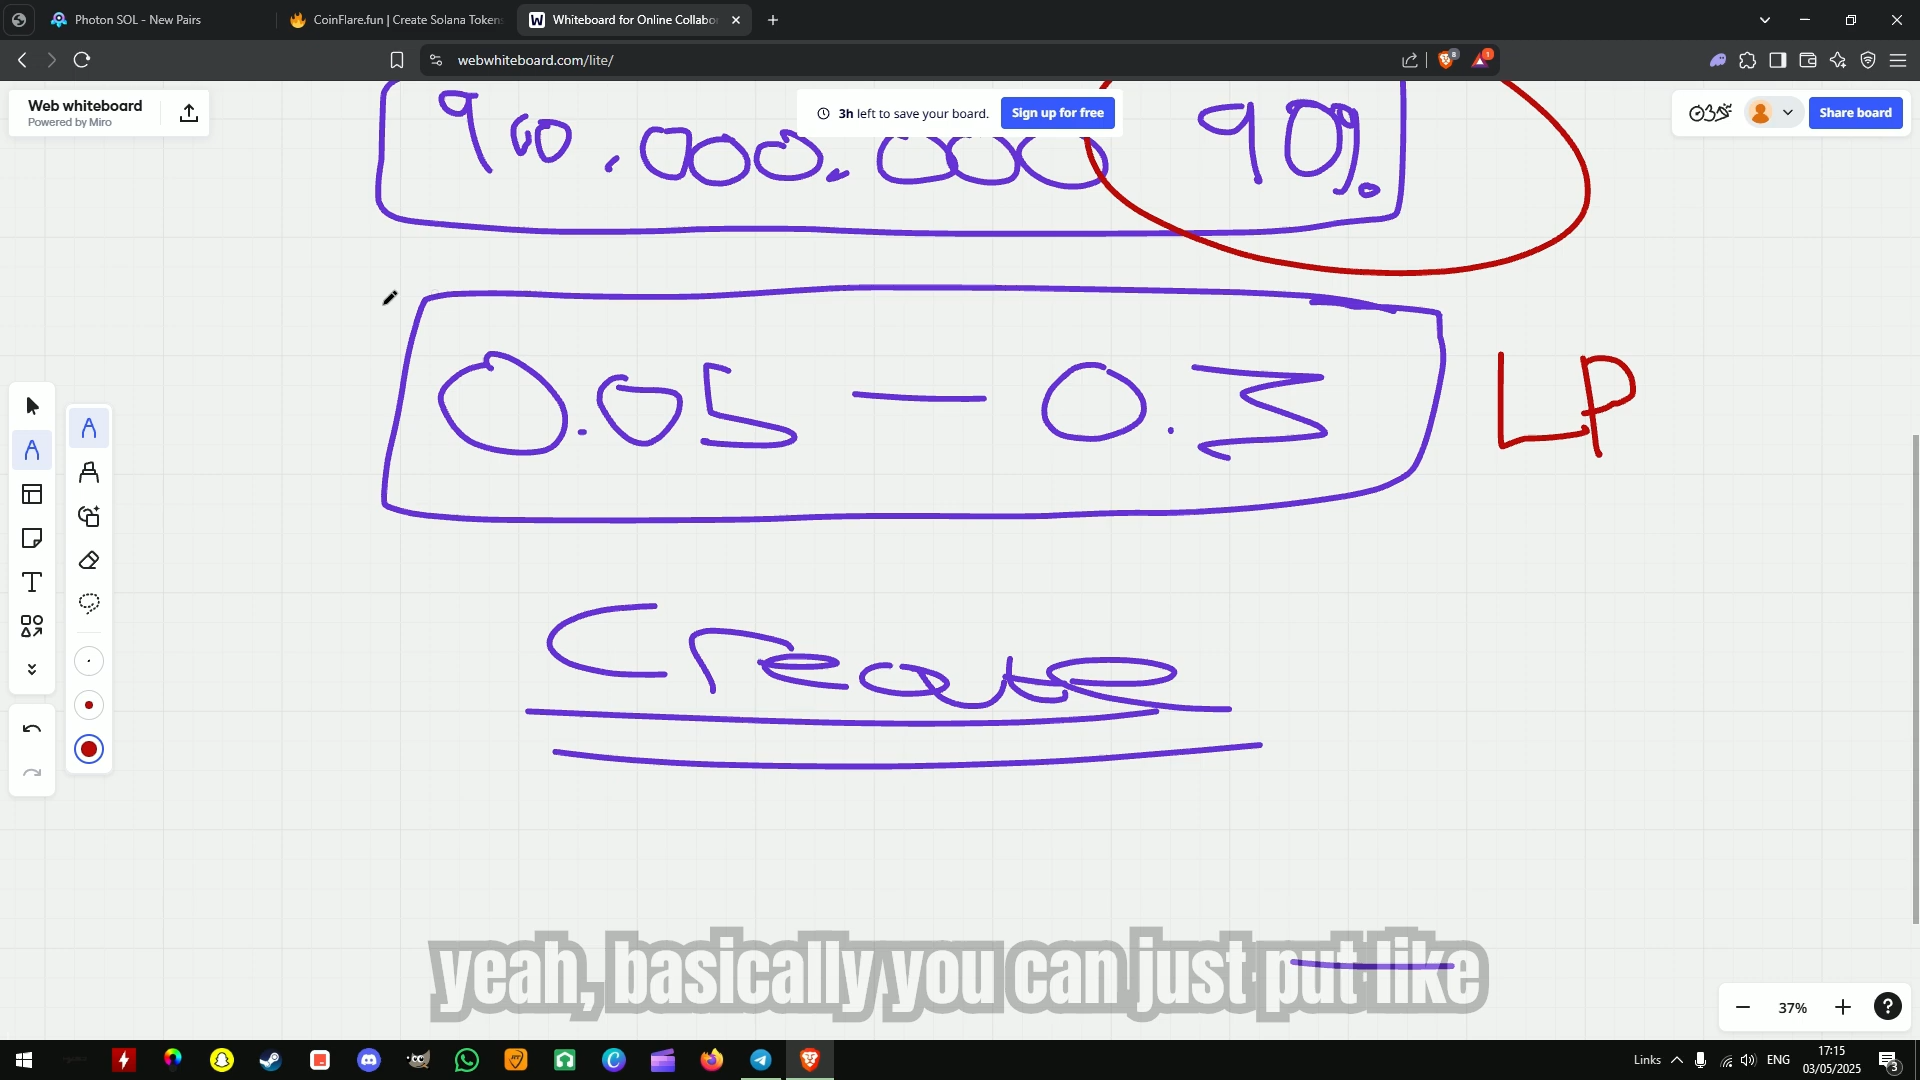 Photon SOL - New Pairs
CoinFlare.fun | Create Solana Token
Whiteboard for Online Collabo
webwhiteboard.com/lite/
8
1
Web whiteboard
Powered by Miro
3h left to save your board.
Sign up for free
Share board
900.000.000 90%
0.05 — 0.3
LP
Create
yeah, basically you can just put like
37%
Links
ENG
17:15
03/05/2025
3